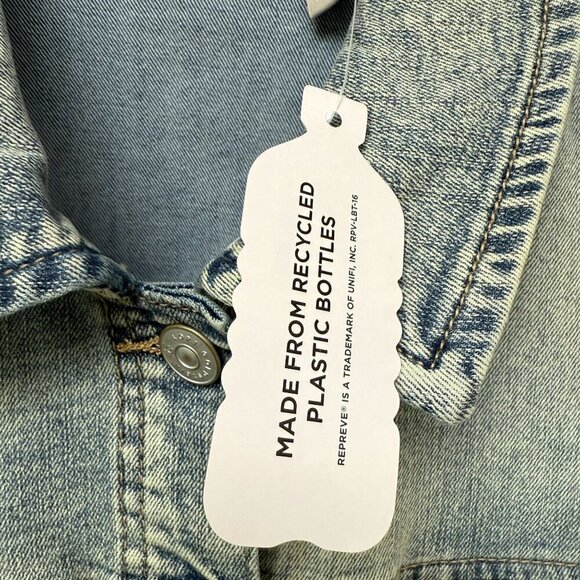 MADE FROM RECYCLED
PLASTIC BOTTLES
REPREVE® IS A TRADEMARK OF UNIFI, INC. RPV-LBT-16